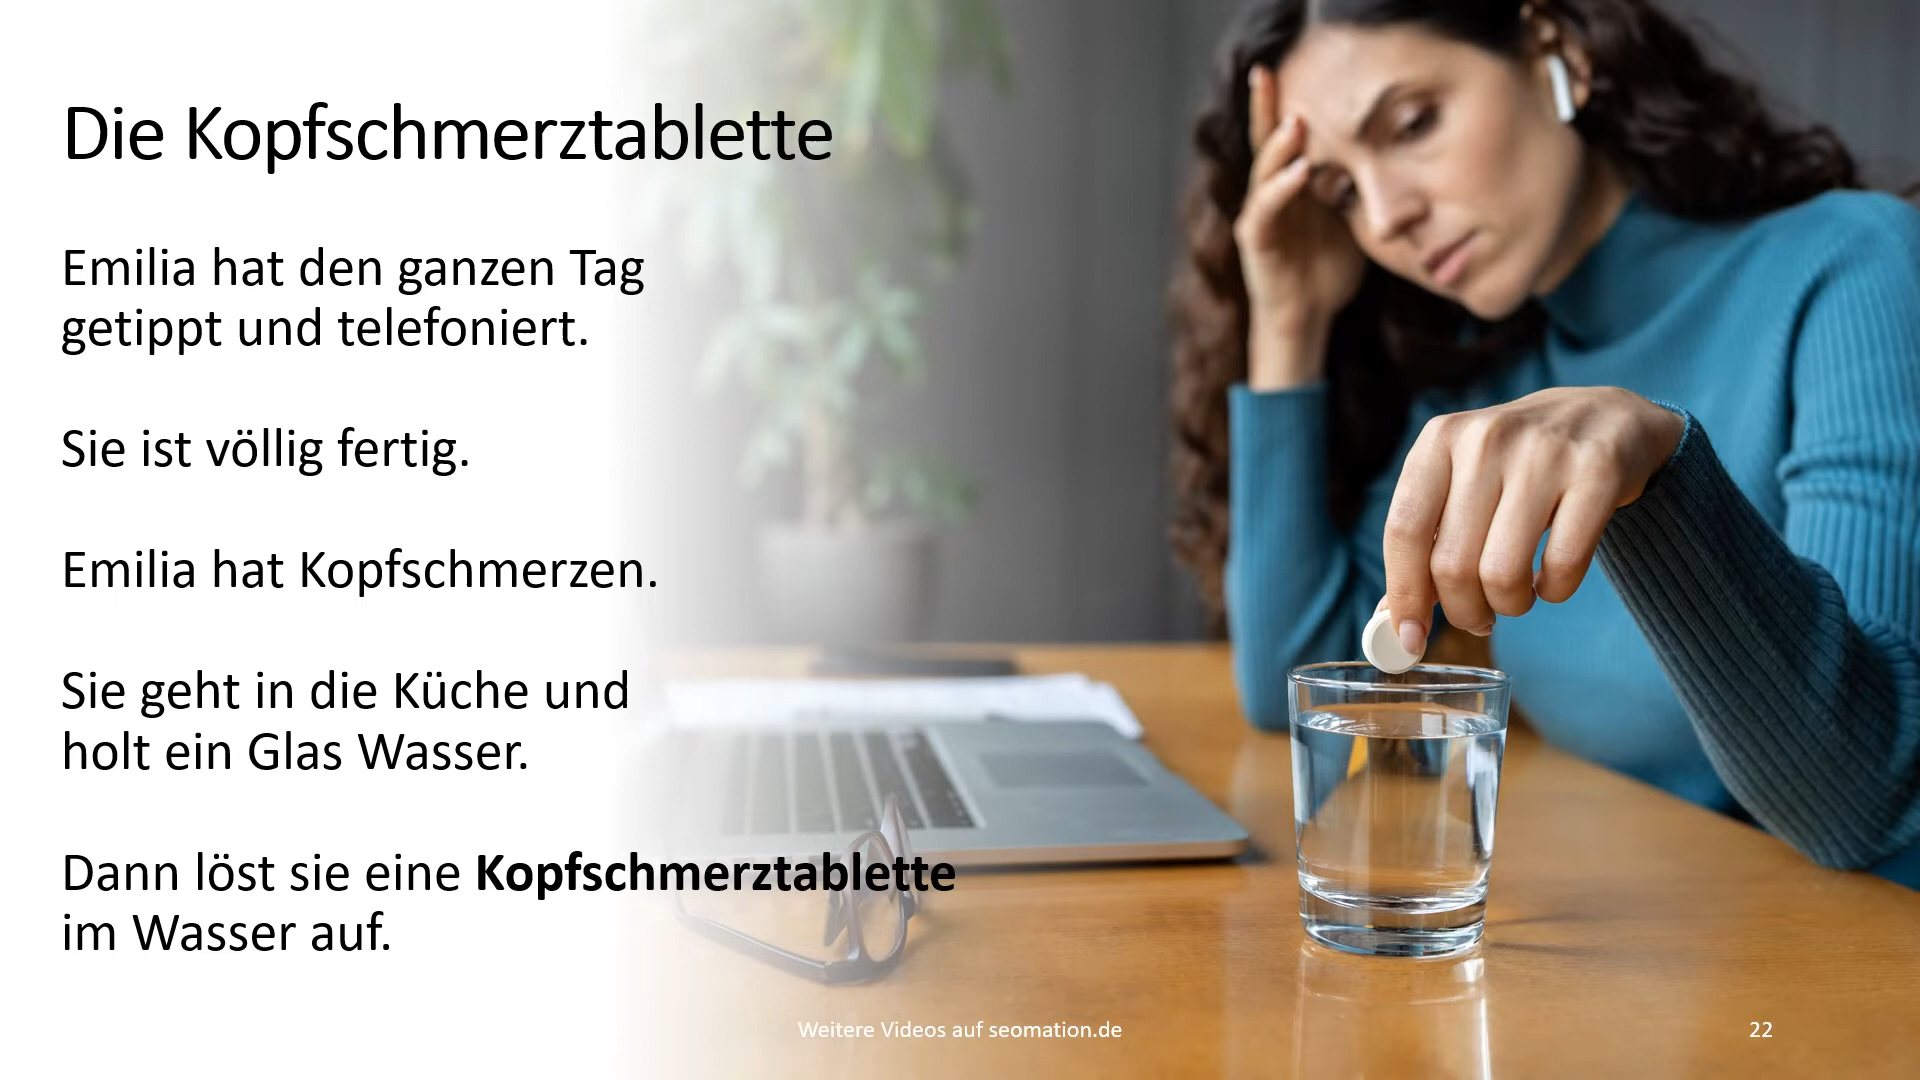 Die Kopfschmerztablette
Emilia hat den ganzen Tag
getippt und telefoniert.
Sie ist völlig fertig.
Emilia hat Kopfschmerzen.
Sie geht in die Küche und
holt ein Glas Wasser.
Dann löst sie eine Kopfschmerztablette
im Wasser auf.
Weitere Videos auf seomation.de
22